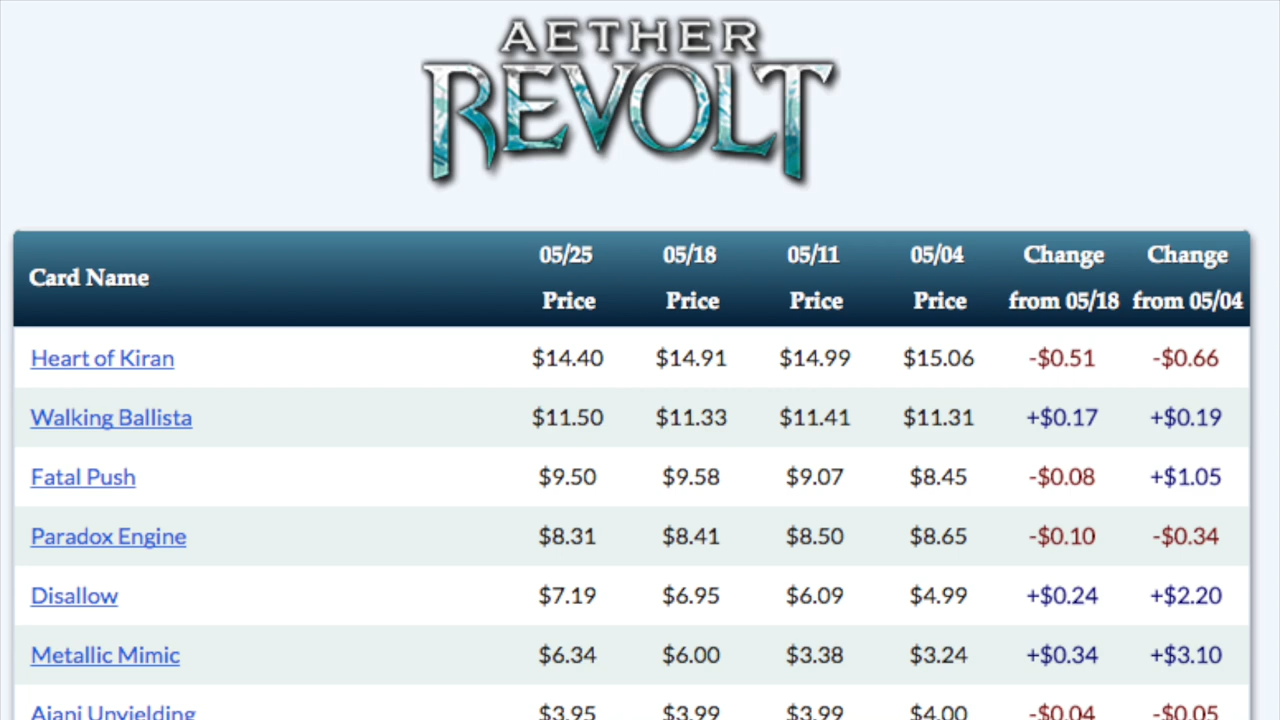 AETHER
REVOLT
Card Name 05/25 Price 05/18 Price 05/11 Price 05/04 Price Change from 05/18 Change from 05/04
Heart of Kiran $14.40 $14.91 $14.99 $15.06 -$0.51 -$0.66
Walking Ballista $11.50 $11.33 $11.41 $11.31 +$0.17 +$0.19
Fatal Push $9.50 $9.58 $9.07 $8.45 -$0.08 +$1.05
Paradox Engine $8.31 $8.41 $8.50 $8.65 -$0.10 -$0.34
Disallow $7.19 $6.95 $6.09 $4.99 +$0.24 +$2.20
Metallic Mimic $6.34 $6.00 $3.38 $3.24 +$0.34 +$3.10
Ajani Unyielding $3.95 $3.99 $3.99 $4.00 -$0.04 -$0.05